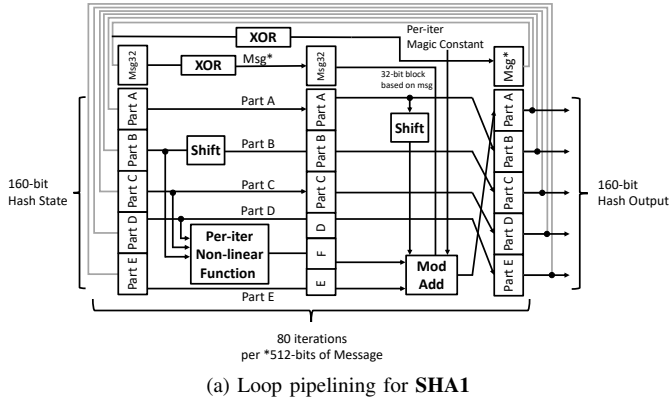 XOR
Per-iter
Magic Constant
Msg32
XOR
Msg*
Msg32
32-bit block
based on msg
Msg*
Part A
Part A
Part A
Part A
Shift
Part B
Shift
Part B
Part B
Part B
160-bit
Hash State
Part C
Part C
Part C
Part C
160-bit
Hash Output
Part D
Part D
D
Part D
Per-iter
Non-linear
Function
F
Mod
Add
Part E
Part E
E
Part E
80 iterations
per *512-bits of Message
(a) Loop pipelining for SHA1